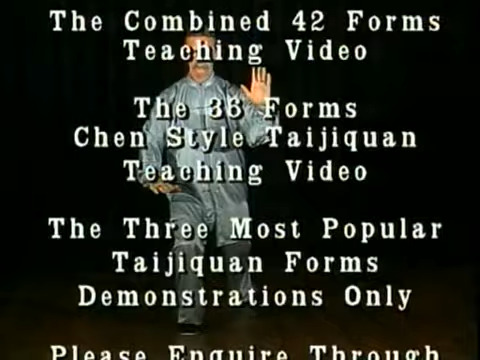 The Combined 42 Forms
Teaching Video
The 36 Forms
Chen Style Taijiquan
Teaching Video
The Three Most Popular
Taijiquan Forms
Demonstrations Only
Please Enquire Through